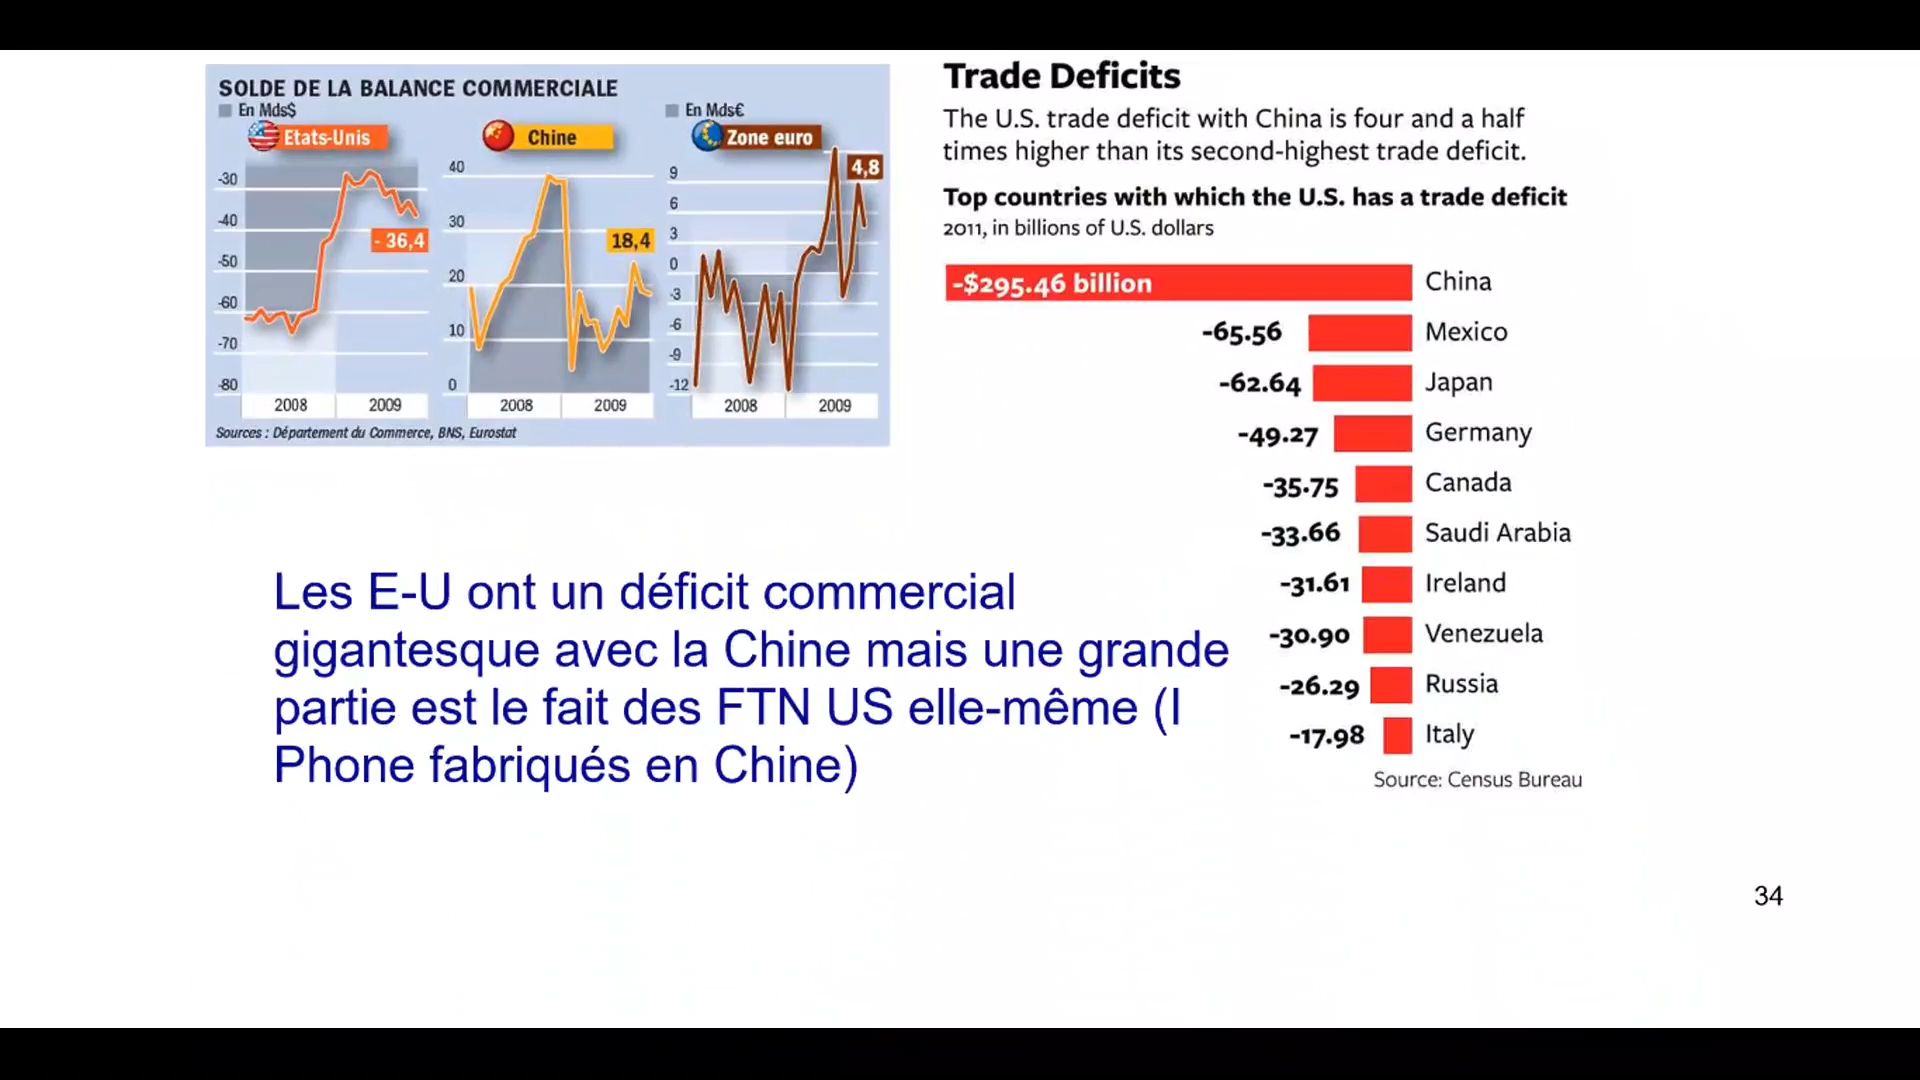 SOLDE DE LA BALANCE COMMERCIALE
En Mds$
En Mds€
Etats-Unis
Chine
Zone euro
-30
-40
-50
-60
-70
-80
- 36,4
2008
2009
40
30
20
10
0
18,4
2008
2009
9
6
3
0
-3
-6
-9
-12
4,8
2008
2009
Sources : Département du Commerce, BNS, Eurostat
Trade Deficits
The U.S. trade deficit with China is four and a half
times higher than its second-highest trade deficit.
Top countries with which the U.S. has a trade deficit
2011, in billions of U.S. dollars
-$295.46 billion China
-65.56 Mexico
-62.64 Japan
-49.27 Germany
-35.75 Canada
-33.66 Saudi Arabia
-31.61 Ireland
-30.90 Venezuela
-26.29 Russia
-17.98 Italy
Source: Census Bureau
Les E-U ont un déficit commercial
gigantesque avec la Chine mais une grande
partie est le fait des FTN US elle-même (I
Phone fabriqués en Chine)
34